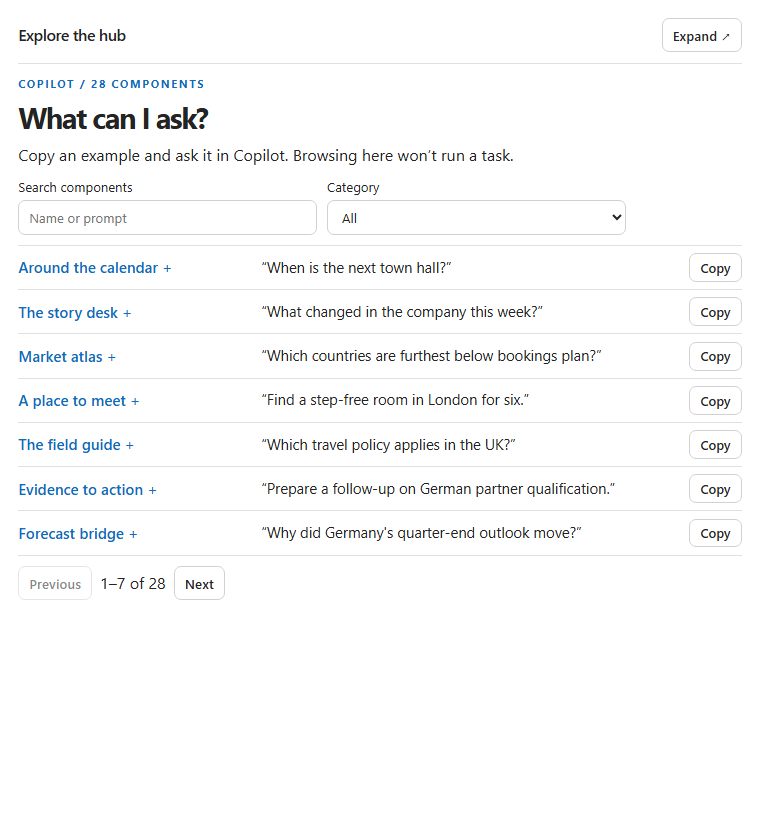 Explore the hub
Expand ↗
COPILOT / 28 COMPONENTS
What can I ask?
Copy an example and ask it in Copilot. Browsing here won’t run a task.
Search components
Category
Name or prompt
All
Around the calendar +
“When is the next town hall?”
Copy
The story desk +
“What changed in the company this week?”
Copy
Market atlas +
“Which countries are furthest below bookings plan?”
Copy
A place to meet +
“Find a step-free room in London for six.”
Copy
The field guide +
“Which travel policy applies in the UK?”
Copy
Evidence to action +
“Prepare a follow-up on German partner qualification.”
Copy
Forecast bridge +
“Why did Germany's quarter-end outlook move?”
Copy
Previous
1–7 of 28
Next